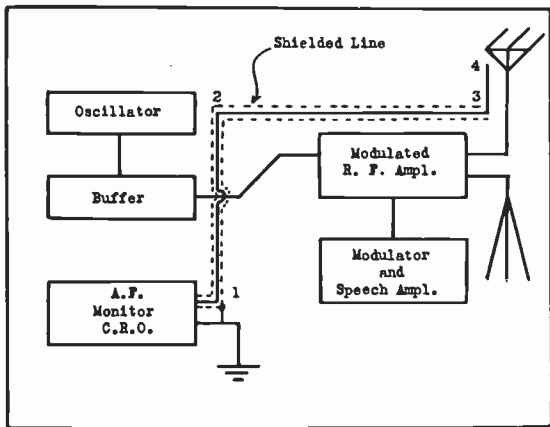 Shielded Line
4
2
3
Oscillator
Buffer
Modulated
R. F. Ampl.
Modulator
and
Speech Ampl.
1
A.F.
Monitor
C.R.O.